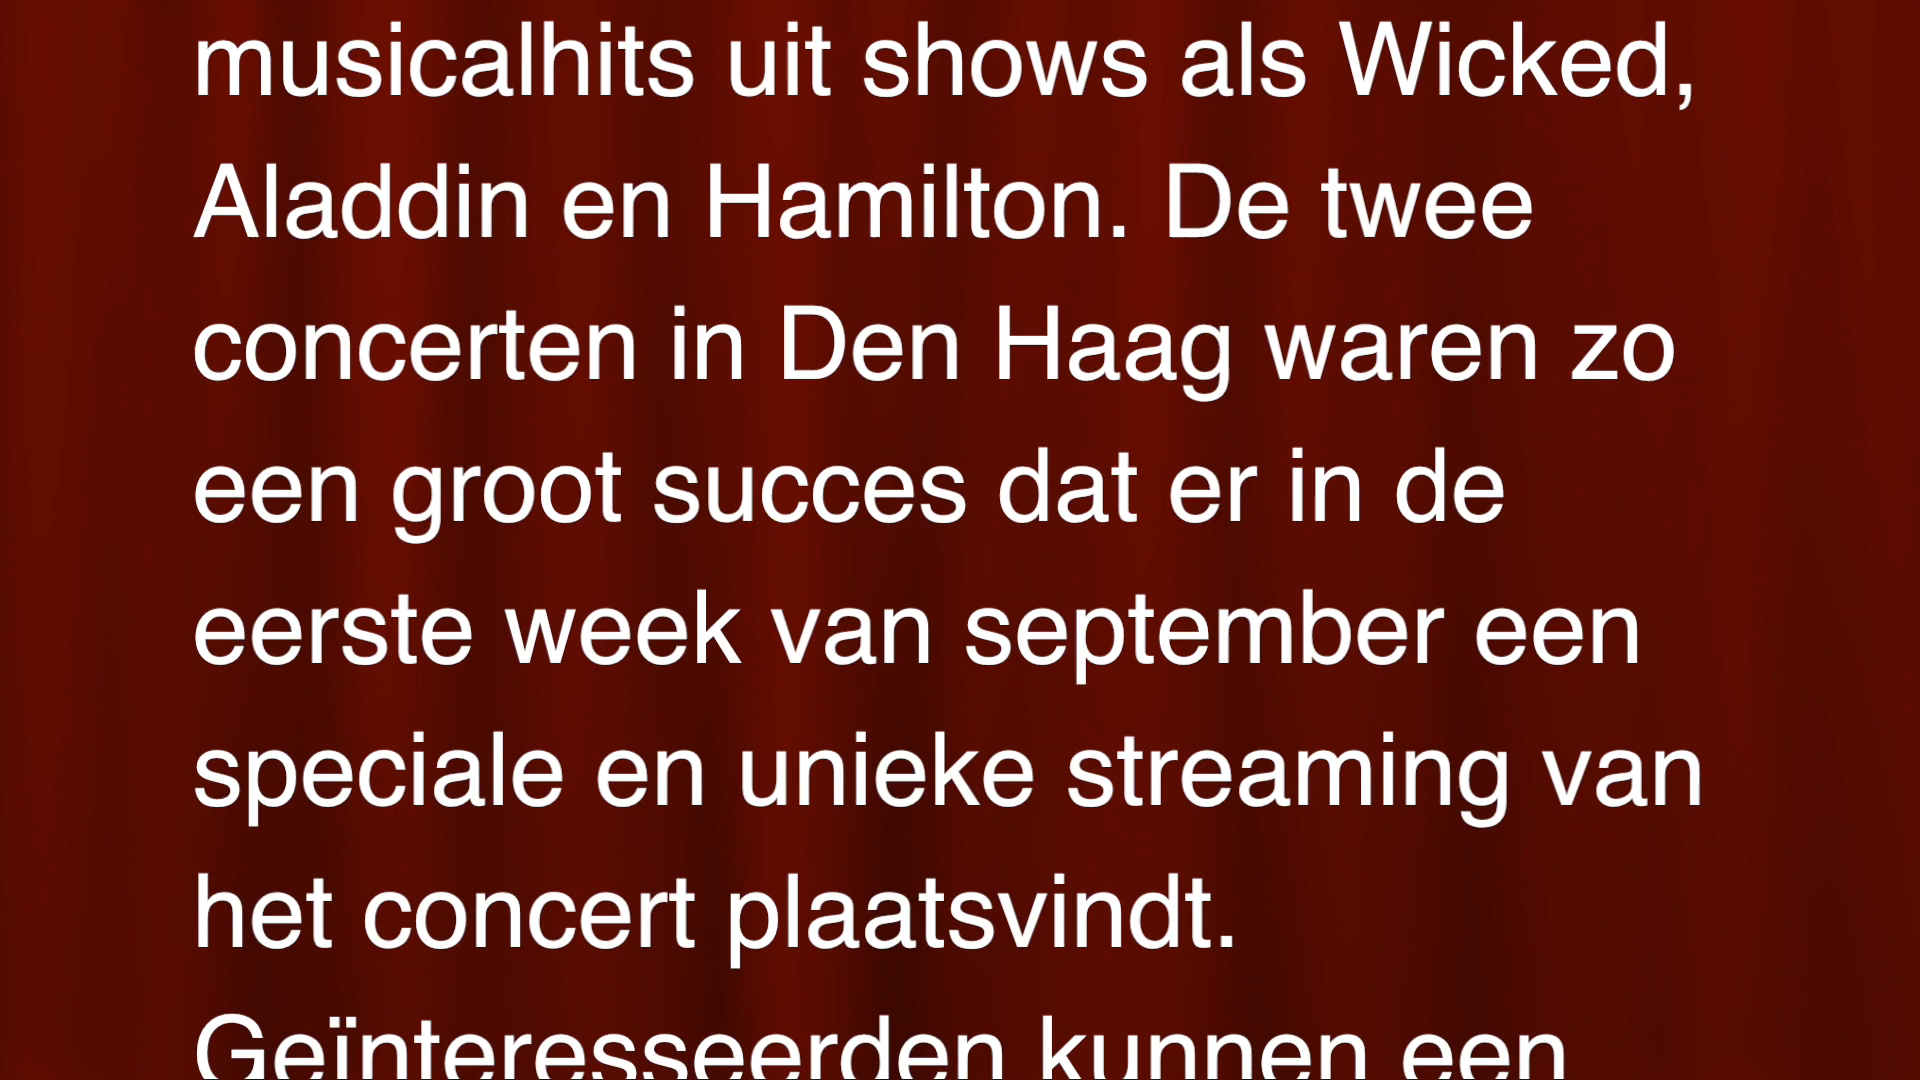 musicalhits uit shows als Wicked,
Aladdin en Hamilton. De twee
concerten in Den Haag waren zo
een groot succes dat er in de
eerste week van september een
speciale en unieke streaming van
het concert plaatsvindt.
Geïnteresseerden kunnen een